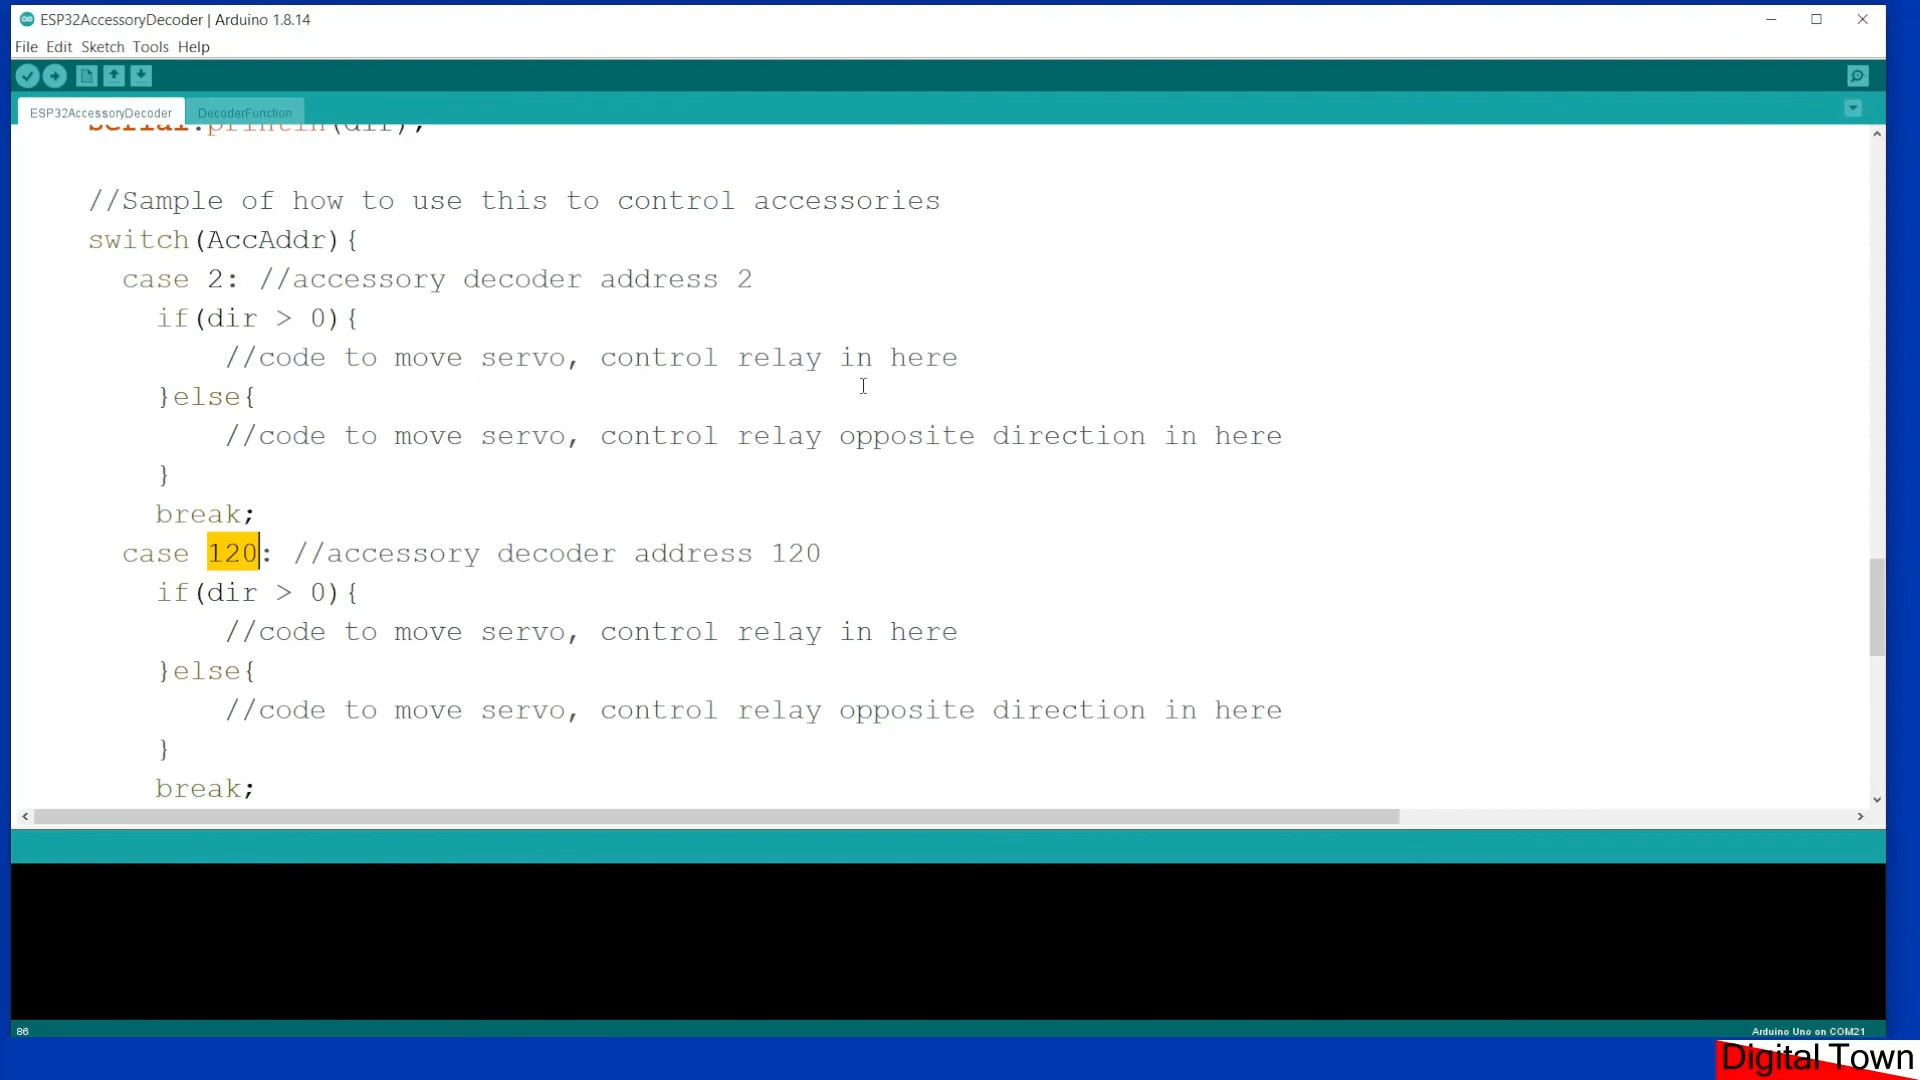 ESP32AccessoryDecoder | Arduino 1.8.14
File Edit Sketch Tools Help
ESP32AccessoryDecoder DecoderFunction
Serial.println(dir);
//Sample of how to use this to control accessories
switch(AccAddr){
case 2: //accessory decoder address 2
if(dir > 0){
//code to move servo, control relay in here
}else{
//code to move servo, control relay opposite direction in here
}
break;
case 120: //accessory decoder address 120
if(dir > 0){
//code to move servo, control relay in here
}else{
//code to move servo, control relay opposite direction in here
}
break;
86
Arduino Uno on COM21
Digital Town